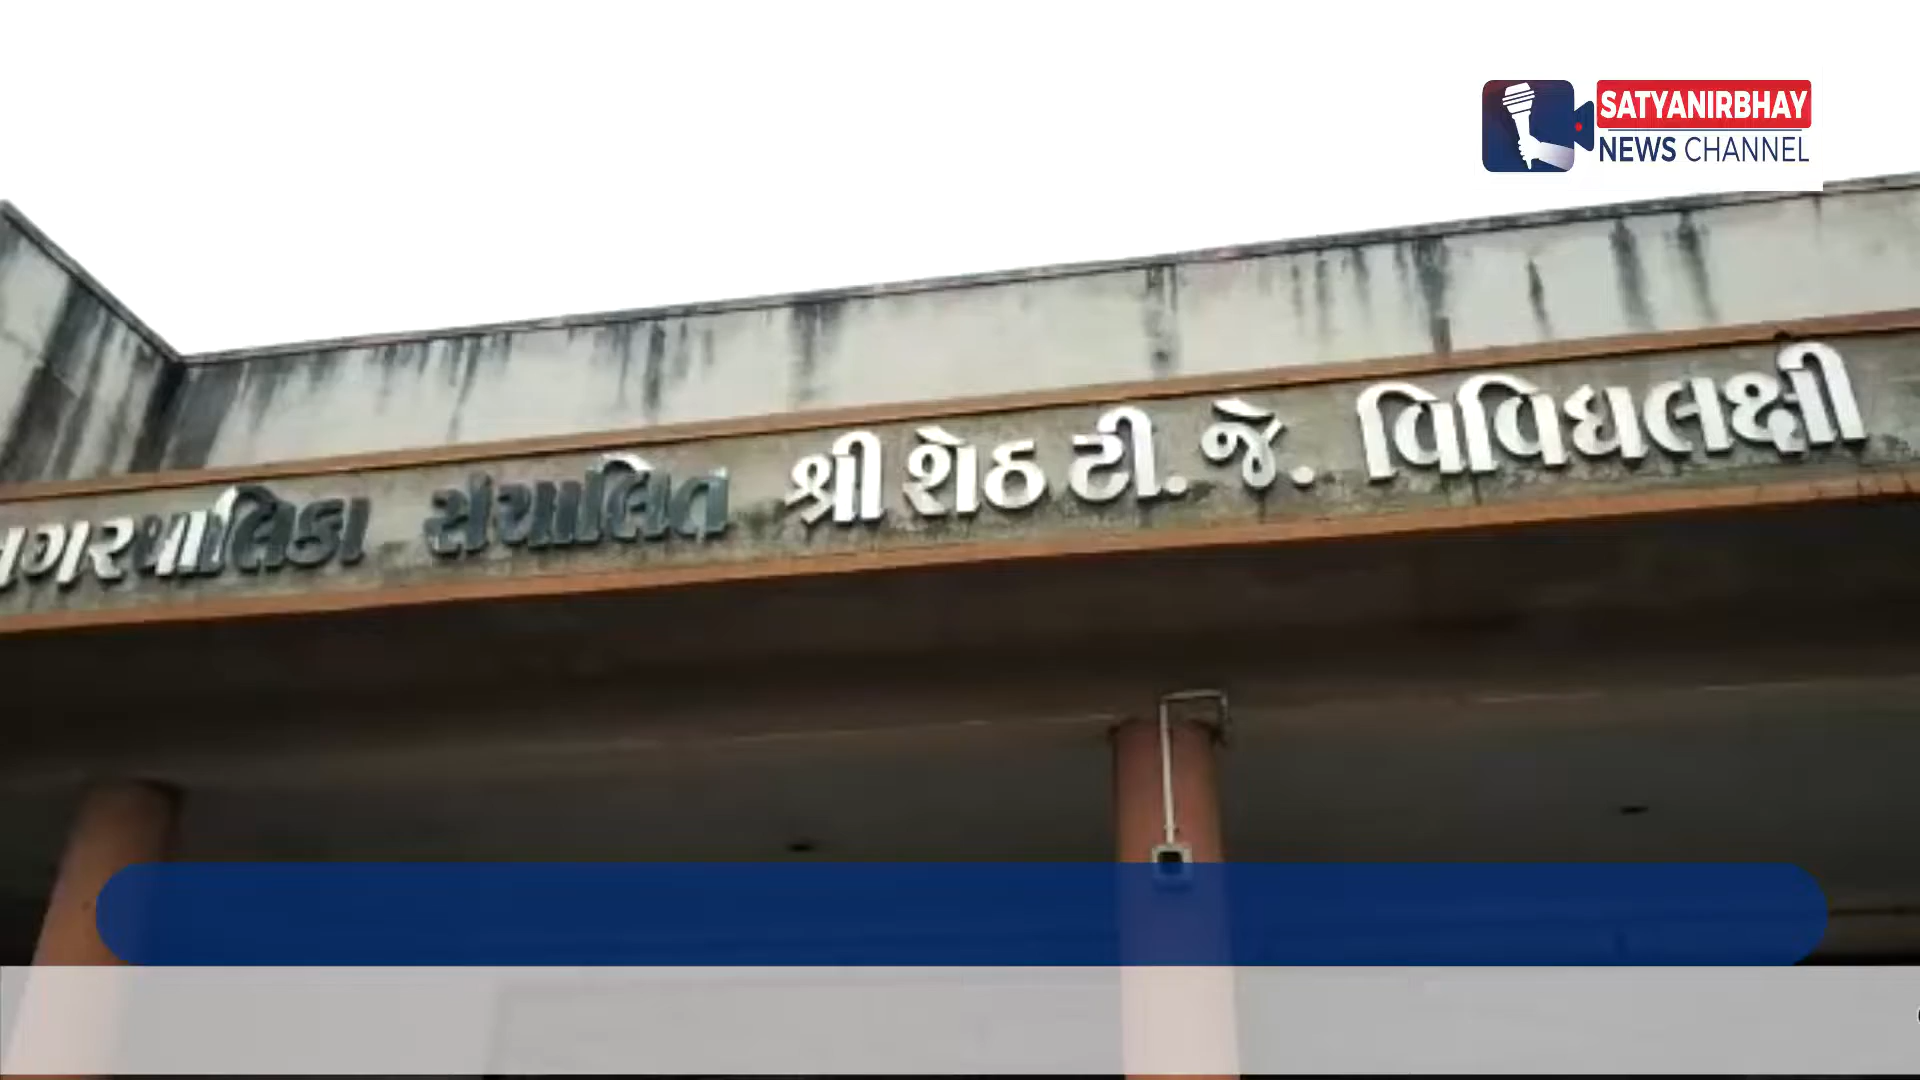 SATYANIRBHAY
NEWS CHANNEL
નગરપાલિકા સંચાલિત શ્રી શેઠ ટી. જે. વિવિધલક્ષી